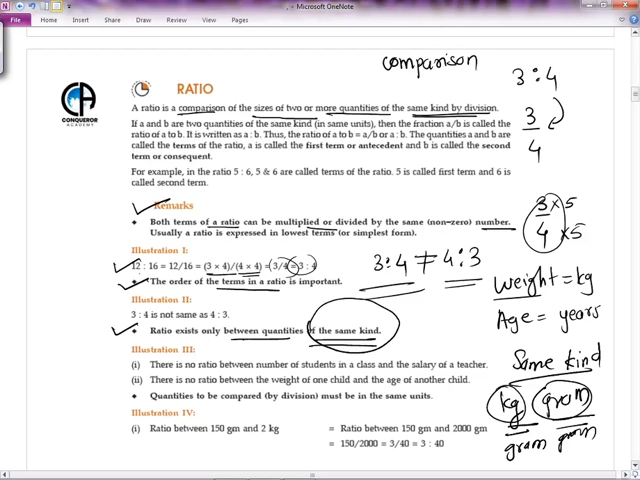 Microsoft OneNote
File
Home
Insert
Share
Draw
Review
View
comparison
3:4
RATIO
A ratio is a comparison of the sizes of two or more quantities of the same kind by division.
If a and b are two quantities of the same kind (in same units), then the fraction a/b is called the
ratio of a to b. It is written as a : b. Thus, the ratio of a to b = a/b or a : b. The quantities a and b are
called the terms of the ratio, a is called the first term or antecedent and b is called the second
term or consequent.
3
4
CONQUEROR
ACADEMY
For example, in the ratio 5 : 6, 5 & 6 are called terms of the ratio. 5 is called first term and 6 is
called second term.
Remarks
• Both terms of a ratio can be multiplied or divided by the same (non-zero) number.
Usually a ratio is expressed in lowest terms (or simplest form).
3×5
4×5
Illustration I:
12 : 16 = 12/16 = (3 × 4)/(4 × 4) = (3/4) = 3 : 4
3:4 ≠ 4:3
• The order of the terms in a ratio is important.
weight = kg
Illustration II:
3 : 4 is not same as 4 : 3.
Age = years
• Ratio exists only between quantities of the same kind.
Illustration III:
Same kind
(i) There is no ratio between number of students in a class and the salary of a teacher.
(ii) There is no ratio between the weight of one child and the age of another child.
• Quantities to be compared (by division) must be in the same units.
kg gram
gram gram
Illustration IV:
(i) Ratio between 150 gm and 2 kg = Ratio between 150 gm and 2000 gm
= 150/2000 = 3/40 = 3 : 40